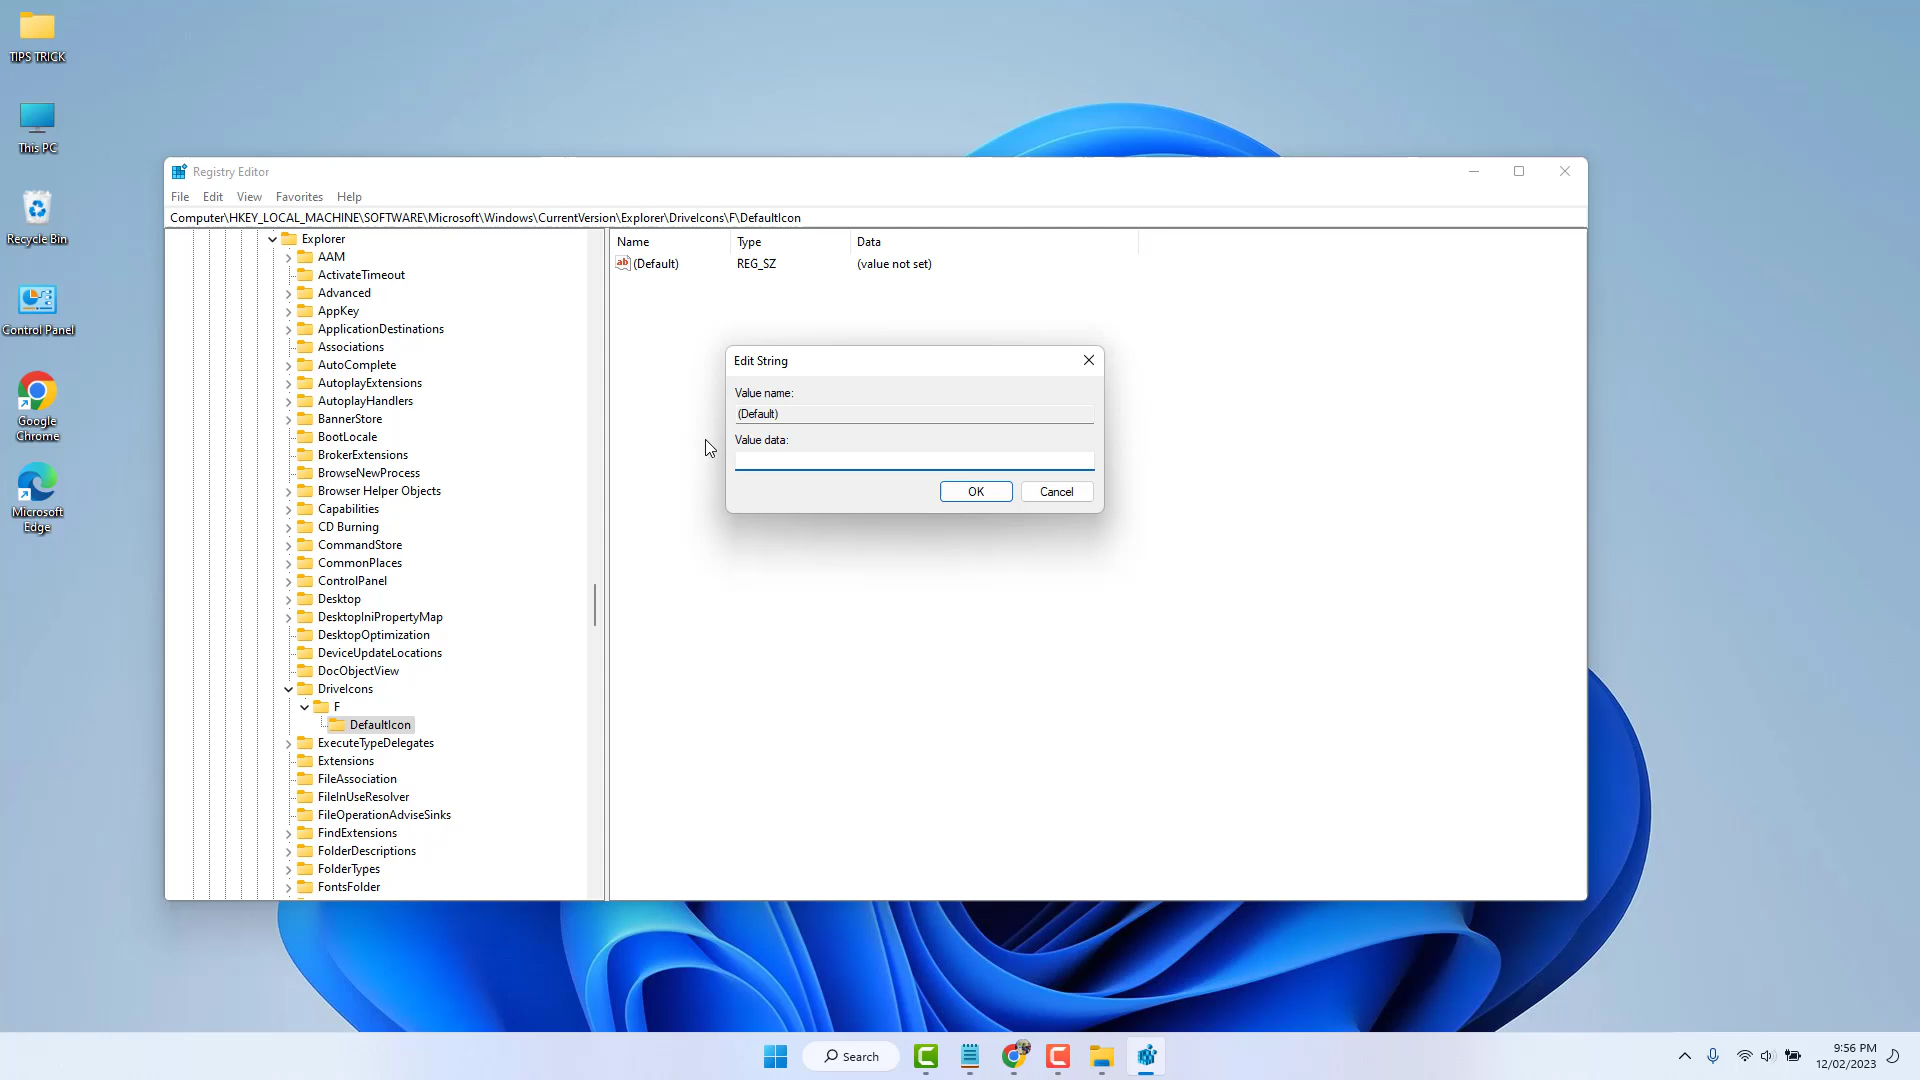 TIPS TRICK
This PC
Recycle Bin
Control Panel
Google
Chrome
Microsoft
Edge
Registry Editor
File Edit View Favorites Help
Computer\HKEY_LOCAL_MACHINE\SOFTWARE\Microsoft\Windows\CurrentVersion\Explorer\DriveIcons\F\DefaultIcon
Explorer
AAM
ActivateTimeout
Advanced
AppKey
ApplicationDestinations
Associations
AutoComplete
AutoplayExtensions
AutoplayHandlers
BannerStore
BootLocale
BrokerExtensions
BrowseNewProcess
Browser Helper Objects
Capabilities
CD Burning
CommandStore
CommonPlaces
ControlPanel
Desktop
DesktopIniPropertyMap
DesktopOptimization
DeviceUpdateLocations
DocObjectView
DriveIcons
F
DefaultIcon
ExecuteTypeDelegates
Extensions
FileAssociation
FileInUseResolver
FileOperationAdviseSinks
FindExtensions
FolderDescriptions
FolderTypes
FontsFolder
Name Type Data
ab (Default) REG_SZ (value not set)
Edit String
Value name:
(Default)
Value data:
OK Cancel
Search
9:56 PM
12/02/2023